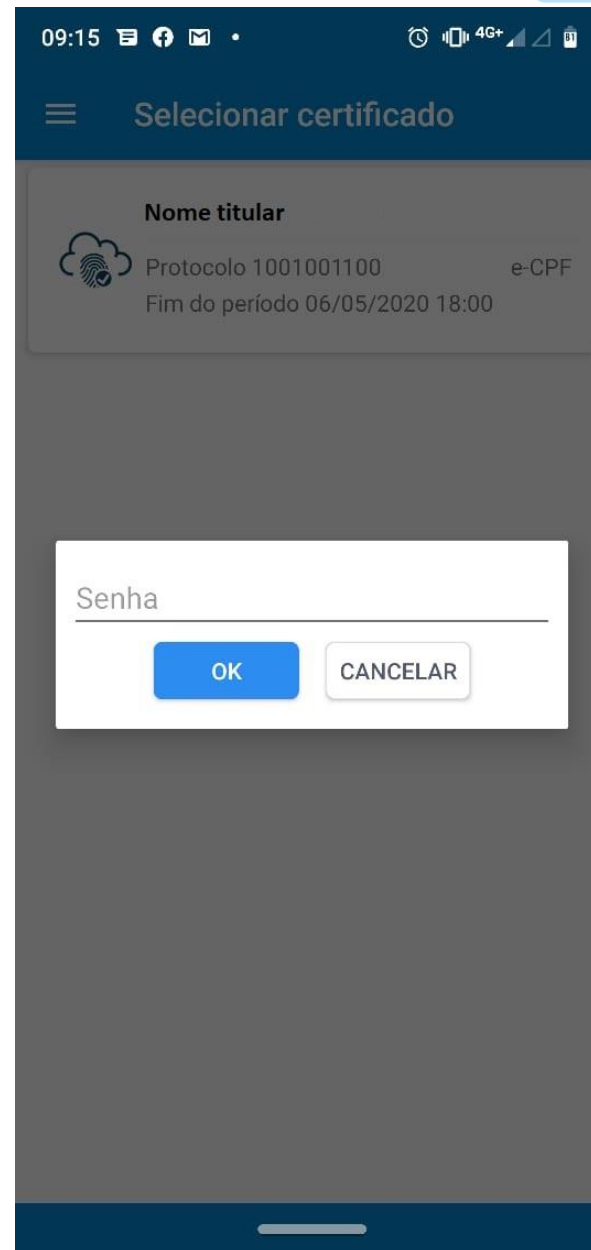 09:15
4G+
81
Selecionar certificado
Nome titular
Protocolo 1001001100 e-CPF
Fim do período 06/05/2020 18:00
Senha
OK CANCELAR